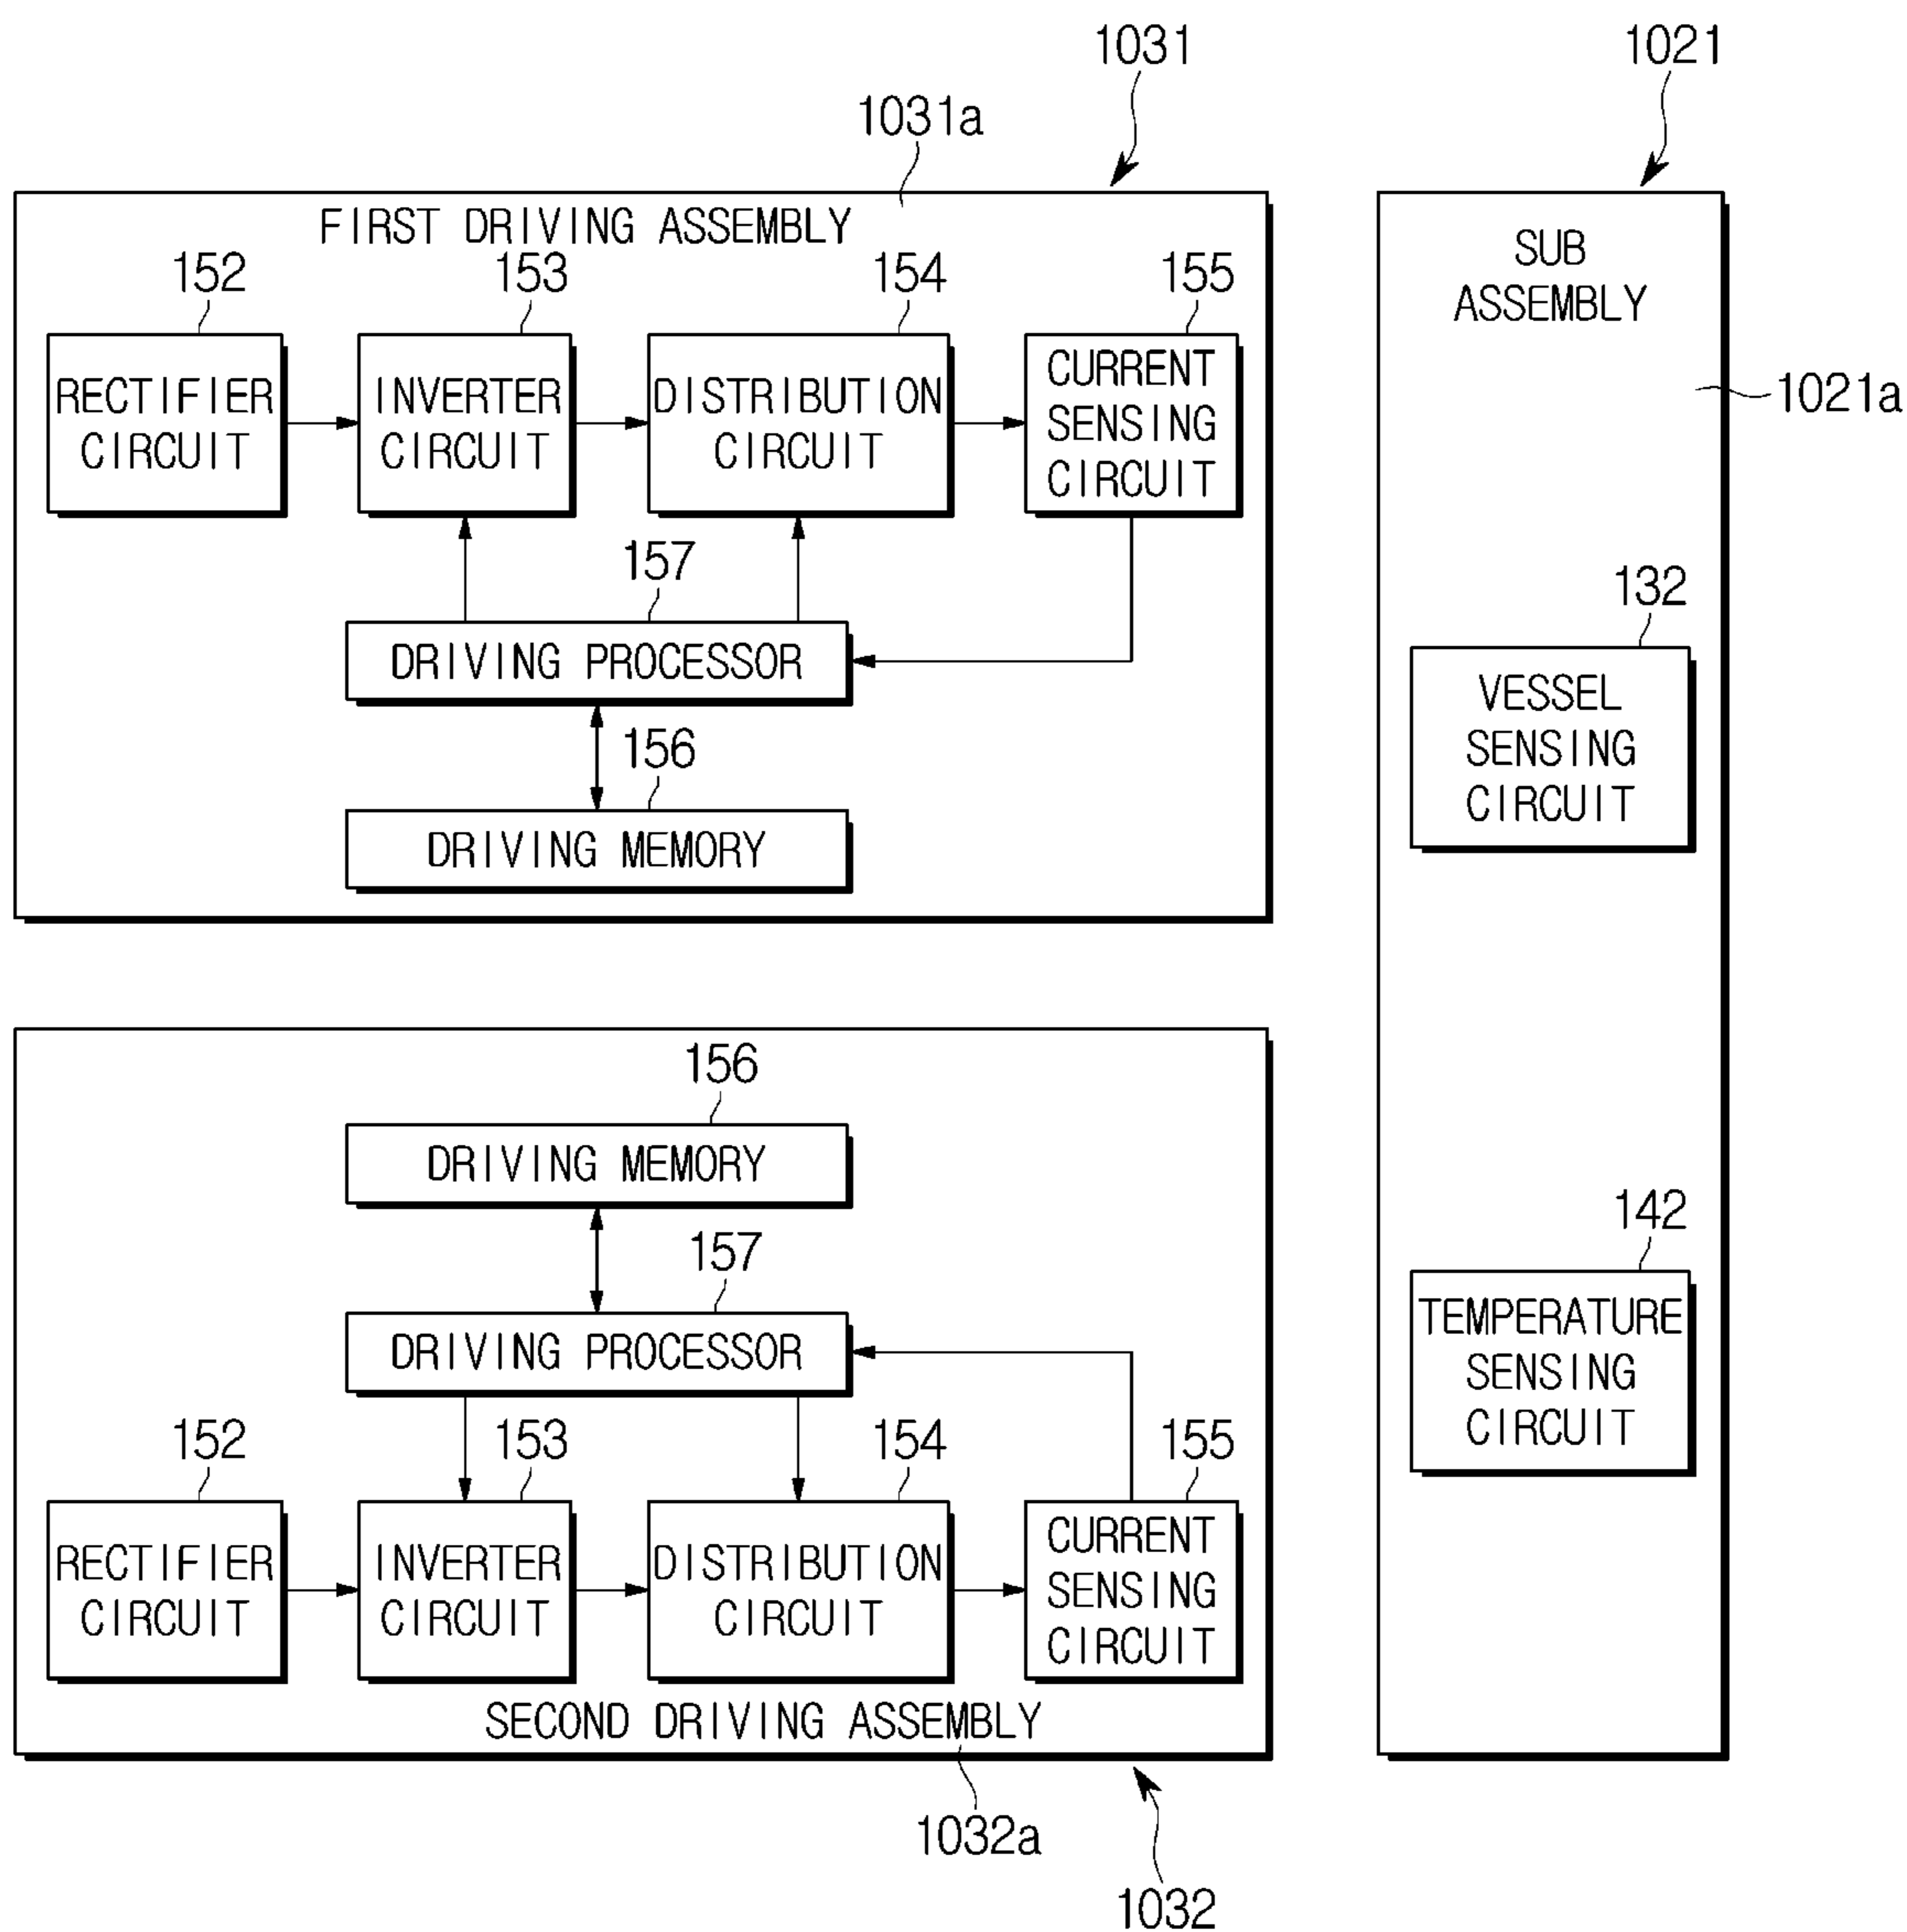 1031
1021
1031a
FIRST DRIVING ASSEMBLY
152
153
154
155
RECTIFIER
CIRCUIT
INVERTER
CIRCUIT
DISTRIBUTION
CIRCUIT
CURRENT
SENSING
CIRCUIT
157
DRIVING PROCESSOR
156
DRIVING MEMORY
SUB
ASSEMBLY
1021a
132
VESSEL
SENSING
CIRCUIT
142
TEMPERATURE
SENSING
CIRCUIT
156
DRIVING MEMORY
157
DRIVING PROCESSOR
152
153
154
155
RECTIFIER
CIRCUIT
INVERTER
CIRCUIT
DISTRIBUTION
CIRCUIT
CURRENT
SENSING
CIRCUIT
SECOND DRIVING ASSEMBLY
1032a
1032